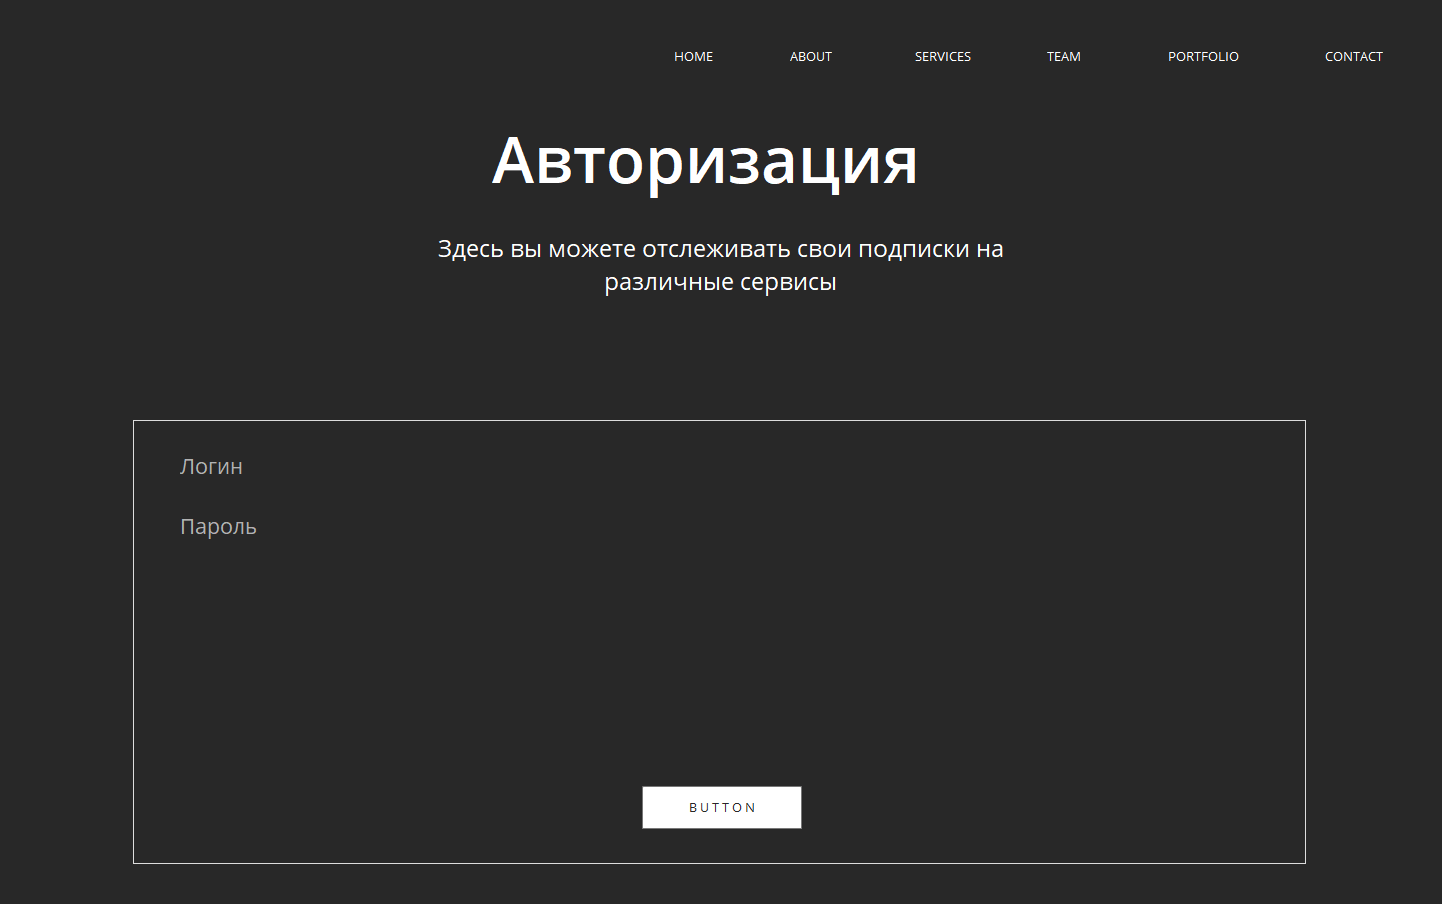 HOME ABOUT SERVICES TEAM PORTFOLIO CONTACT
Авторизация
Здесь вы можете отслеживать свои подписки на
различные сервисы
Логин
Пароль
BUTTON